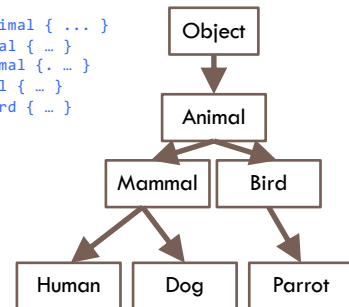 imal { ... }
al { … }
mal {. … }
l { … }
rd { … }
Object
Animal
Mammal Bird
Human Dog Parrot